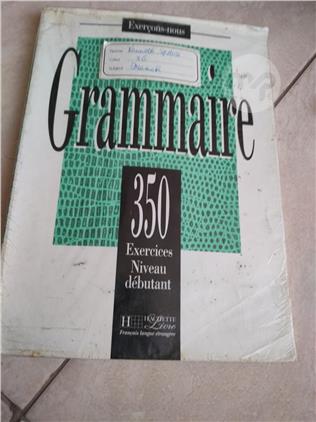 Exerçons-nous
Grammaire
350
Exercices
Niveau
débutant
H HACHETTE
Livre
Français langue étrangère